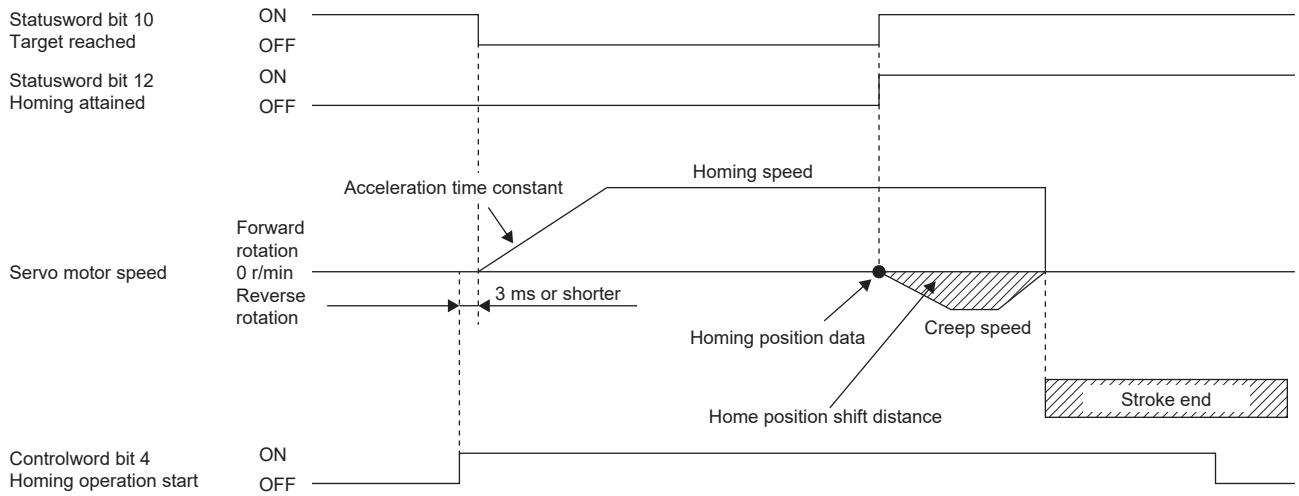 Statusword bit 10
Target reached
ON
OFF
Statusword bit 12
Homing attained
ON
OFF
Homing speed
Acceleration time constant
Forward
rotation
Servo motor speed
0 r/min
Reverse
rotation
3 ms or shorter
Homing position data
Creep speed
Home position shift distance
Stroke end
Controlword bit 4
Homing operation start
ON
OFF